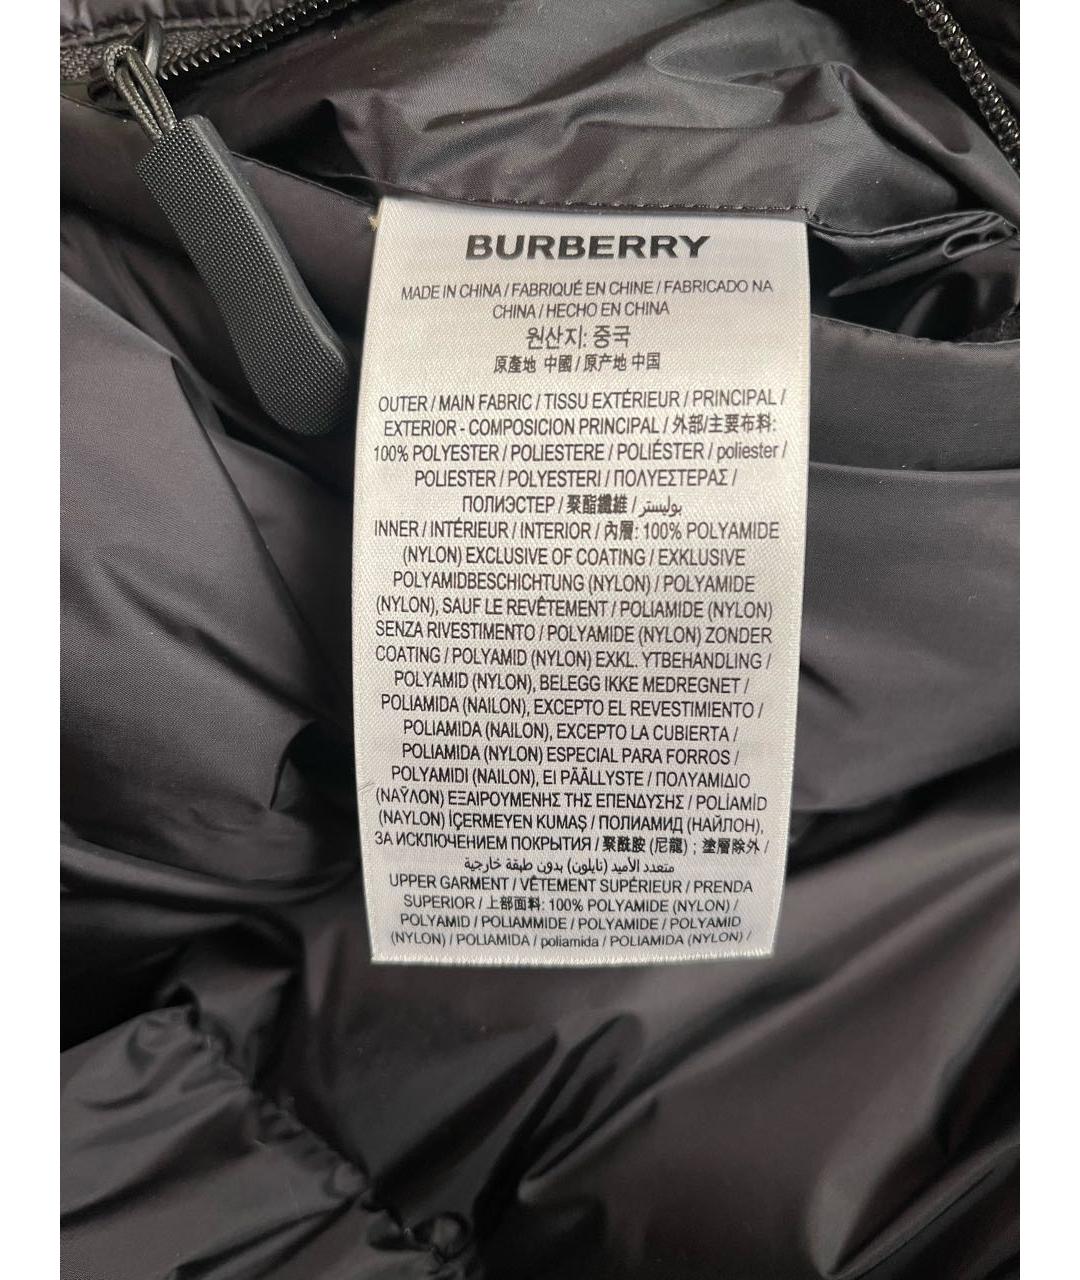 BURBERRY
MADE IN CHINA / FABRIQUÉ EN CHINE / FABRICADO NA
CHINA / HECHO EN CHINA
원산지: 중국
原產地 中國 / 原产地 中国
OUTER / MAIN FABRIC / TISSU EXTÉRIEUR / PRINCIPAL /
EXTERIOR - COMPOSICION PRINCIPAL / 外部/主要布料:
100% POLYESTER / POLIESTERE / POLIÉSTER / poliester /
POLIESTER / POLYESTERI / ΠΟΛΥΕΣΤΕΡΑΣ /
ПОЛИЭСТЕР / 聚酯纖維 / بوليستر
INNER / INTÉRIEUR / INTERIOR / 內層: 100% POLYAMIDE
(NYLON) EXCLUSIVE OF COATING / EXKLUSIVE
POLYAMIDBESCHICHTUNG (NYLON) / POLYAMIDE
(NYLON), SAUF LE REVÊTEMENT / POLIAMIDE (NYLON)
SENZA RIVESTIMENTO / POLYAMIDE (NYLON) ZONDER
COATING / POLYAMID (NYLON) EXKL. YTBEHANDLING /
POLYAMID (NYLON), BELEGG IKKE MEDREGNET /
POLIAMIDA (NAILON), EXCEPTO EL REVESTIMIENTO /
POLIAMIDA (NAILON), EXCEPTO LA CUBIERTA /
POLIAMIDA (NYLON) ESPECIAL PARA FORROS /
POLYAMIDI (NAILON), EI PÄÄLLYSTE / ΠΟΛΥΑΜΙΔΙΟ
(ΝΑΫΛΟΝ) ΕΞΑΙΡΟΥΜΕΝΗΣ ΤΗΣ ΕΠΕΝΔΥΣΗΣ / POLİAMİD
(NAYLON) İÇERMEYEN KUMAŞ / ПОЛИАМИД (НАЙЛОН),
ЗА ИСКЛЮЧЕНИЕМ ПОКРЫТИЯ / 聚酰胺 (尼龍) ; 塗層除外 /
متعدد الأميد (نايلون) بدون طبقة خارجية
UPPER GARMENT / VÊTEMENT SUPÉRIEUR / PRENDA
SUPERIOR / 上部面料: 100% POLYAMIDE (NYLON) /
POLYAMID / POLIAMMIDE / POLYAMIDE / POLYAMID
(NYLON) / POLIAMIDA / poliamida / POLIAMIDA (NYLON) /